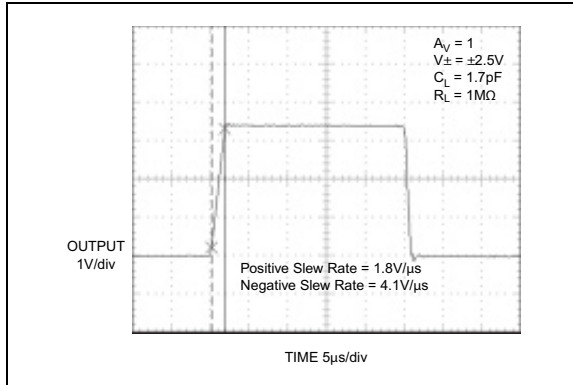 A_V = 1
V± = ±2.5V
C_L = 1.7pF
R_L = 1MΩ
OUTPUT
1V/div
Positive Slew Rate = 1.8V/μs
Negative Slew Rate = 4.1V/μs
TIME 5μs/div